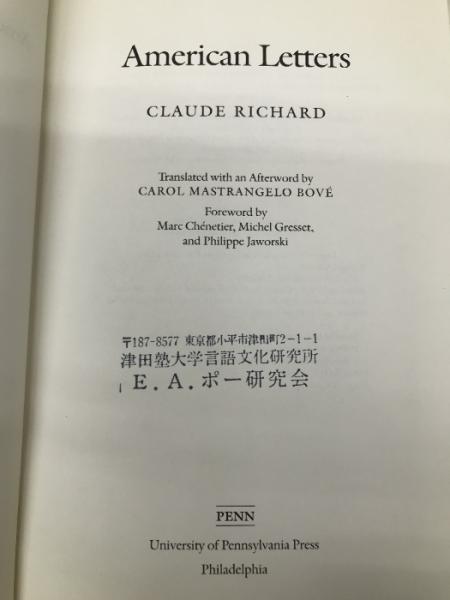 American Letters
CLAUDE RICHARD
Translated with an Afterword by
CAROL MASTRANGELO BOVÉ
Foreword by
Marc Chénetier, Michel Gresset,
and Philippe Jaworski
〒187-8577 東京都小平市津田町2-1-1
津田塾大学言語文化研究所
E.A.ポー研究会
PENN
University of Pennsylvania Press
Philadelphia